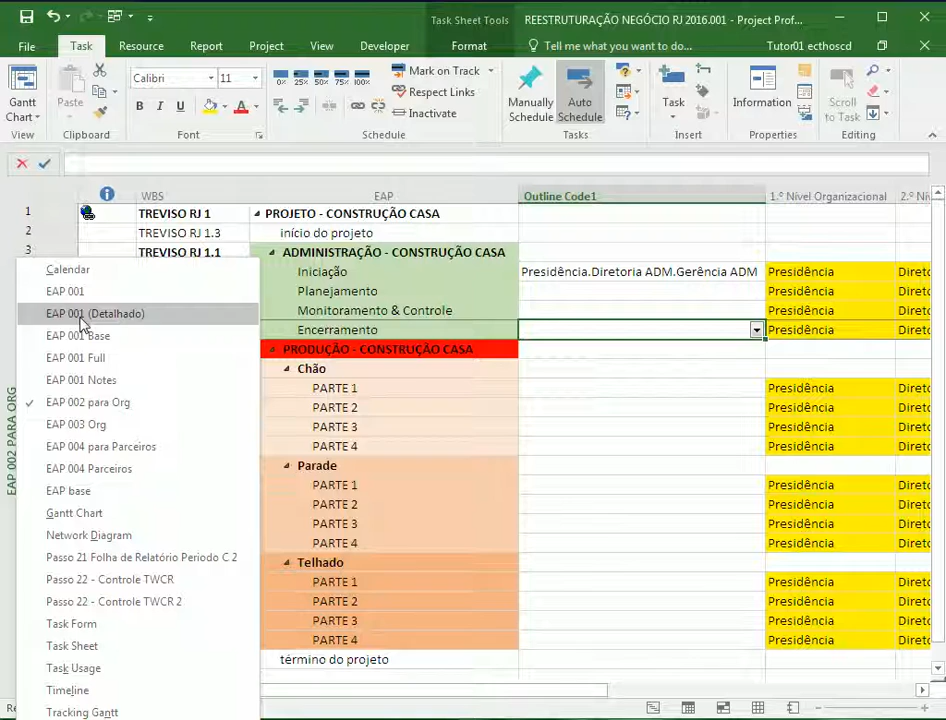 Task Sheet Tools
REESTRUTURAÇÃO NEGÓCIO RJ 2016.001 - Project Prof...
File Task Resource Report Project View Developer Format Tell me what you want to do... Tutor01 ecthoscd
Gantt Chart
View
Paste
Clipboard
Calibri 11
B I U A
Font
0% 25% 50% 75% 100%
Mark on Track
Respect Links
Inactivate
Schedule
Manually Schedule
Auto Schedule
Tasks
Task
Insert
Information
Properties
Scroll to Task
Editing
WBS EAP Outline Code1 1.º Nível Organizacional 2.º Ní
1 TREVISO RJ 1 PROJETO - CONSTRUÇÃO CASA
2 TREVISO RJ 1.3 início do projeto
3 TREVISO RJ 1.1 ADMINISTRAÇÃO - CONSTRUÇÃO CASA
Iniciação Presidência.Diretoria ADM.Gerência ADM Presidência Direto
Planejamento Presidência Direto
Monitoramento & Controle Presidência Direto
Encerramento Presidência Direto
PRODUÇÃO - CONSTRUÇÃO CASA
Chão
PARTE 1 Presidência Direto
PARTE 2 Presidência Direto
PARTE 3 Presidência Direto
PARTE 4 Presidência Direto
Parade
PARTE 1 Presidência Direto
PARTE 2 Presidência Direto
PARTE 3 Presidência Direto
PARTE 4 Presidência Direto
Telhado
PARTE 1 Presidência Direto
PARTE 2 Presidência Direto
PARTE 3 Presidência Direto
PARTE 4 Presidência Direto
término do projeto
EAP 002 PARA ORG
Calendar
EAP 001
EAP 001 (Detalhado)
EAP 001 Base
EAP 001 Full
EAP 001 Notes
EAP 002 para Org
EAP 003 Org
EAP 004 para Parceiros
EAP 004 Parceiros
EAP base
Gantt Chart
Network Diagram
Passo 21 Folha de Relatório Periodo C 2
Passo 22 - Controle TWCR
Passo 22 - Controle TWCR 2
Task Form
Task Sheet
Task Usage
Timeline
Tracking Gantt
Re